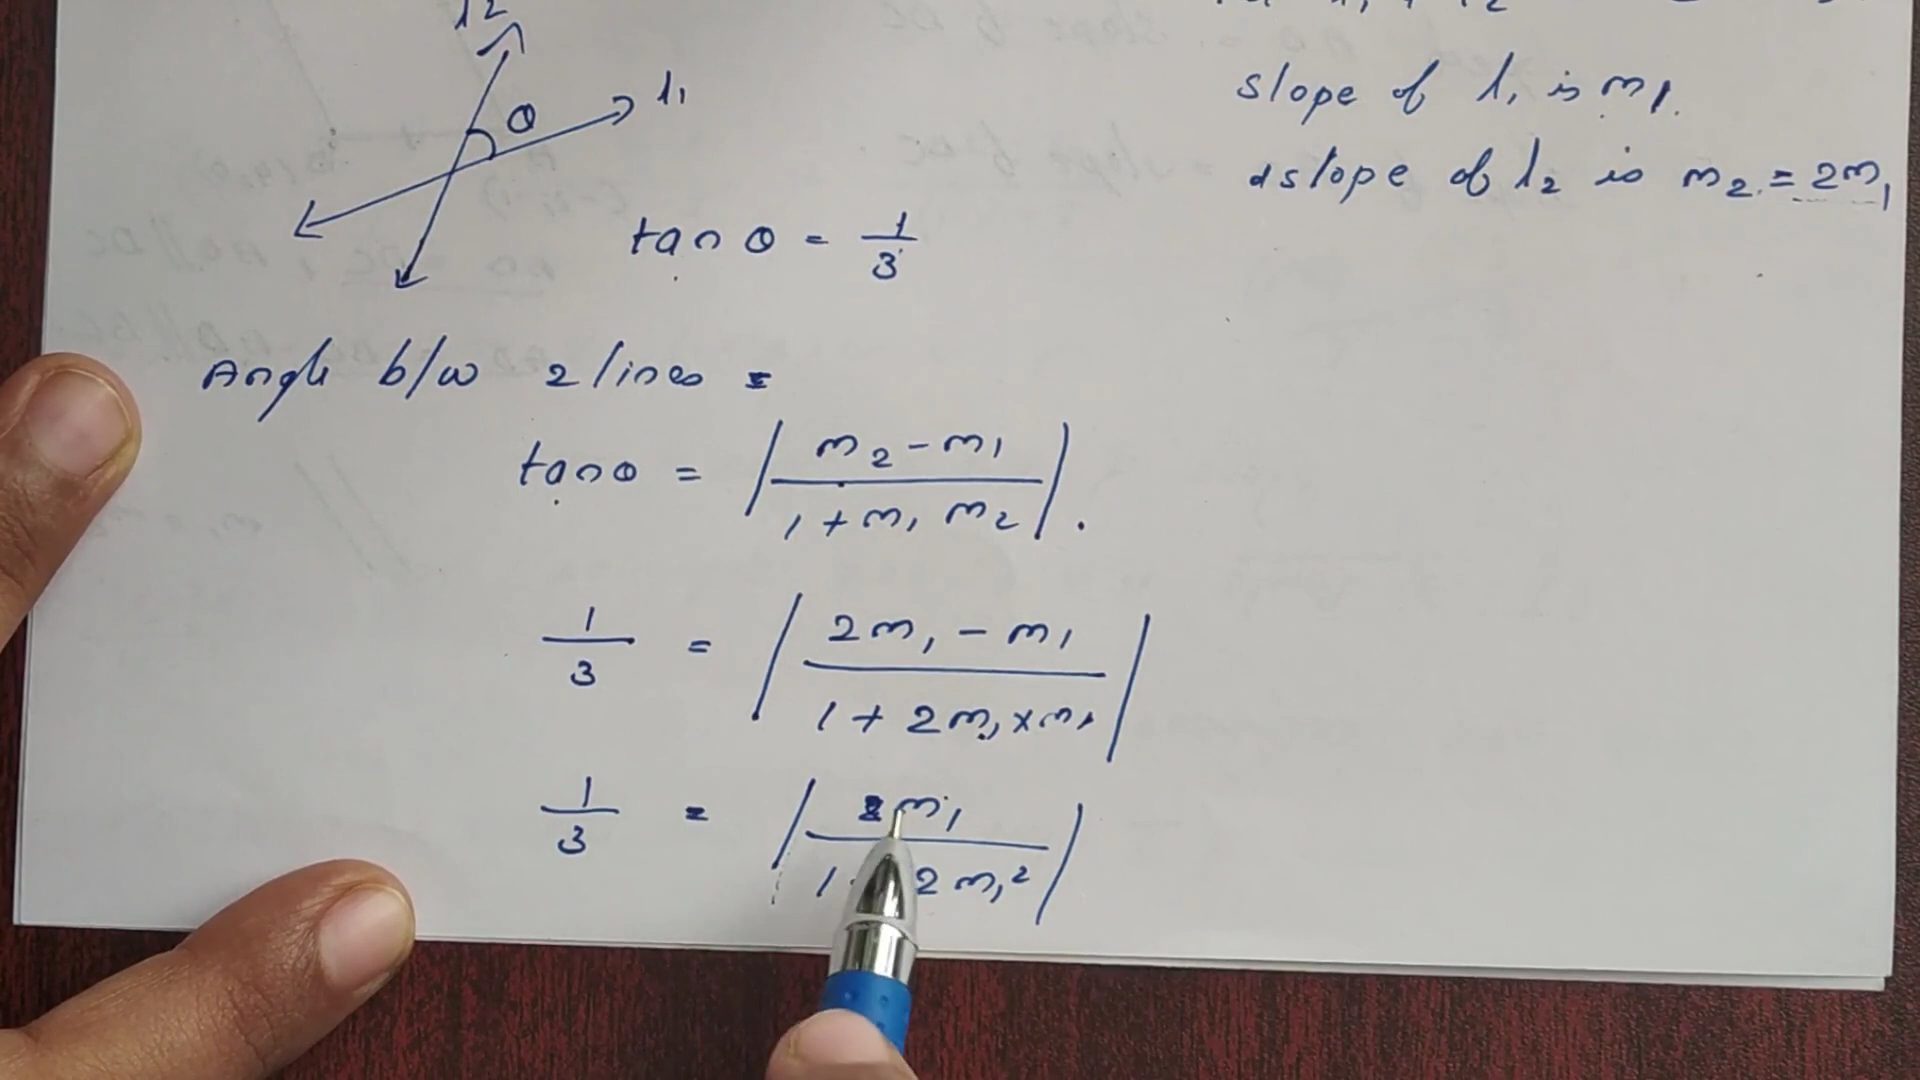 l2
l1
θ
slope of l1 is m1.
slope of l2 is m2 = 2m1
tan θ = 1/3
Angle b/w 2 lines =
tan θ = | m2 - m1 / 1 + m1 m2 | .
1/3 = | 2m1 - m1 / 1 + 2m1 × m1 |
1/3 = | m1 / 1 + 2m1² |